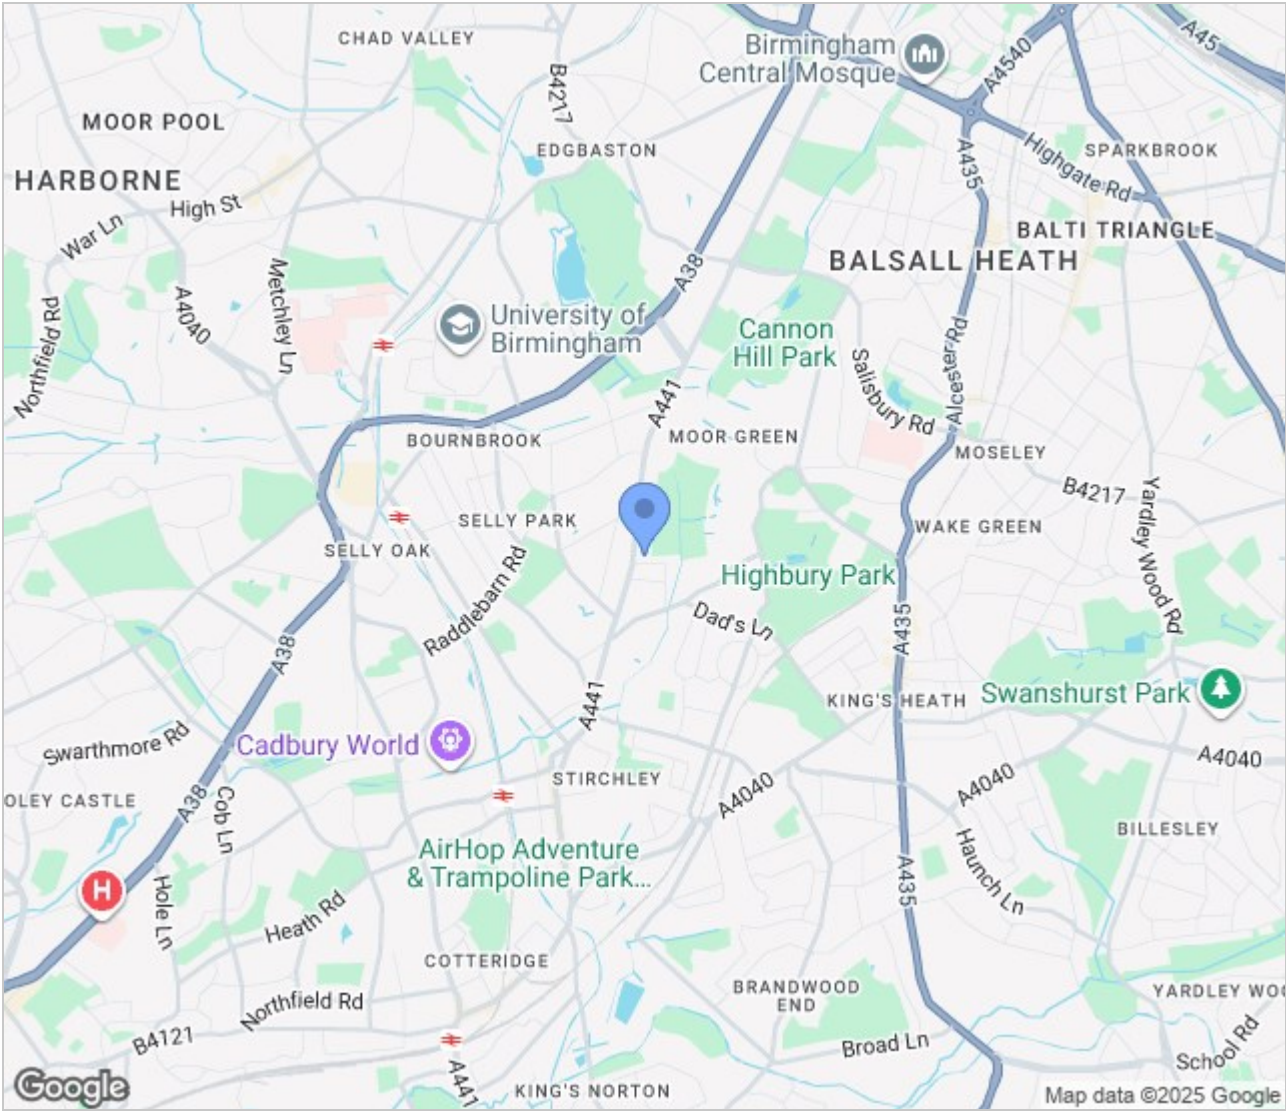 CHAD VALLEY
B4217
Birmingham
Central Mosque
A4540
A45
MOOR POOL
EDGBASTON
A435
Highgate Rd
SPARKBROOK
HARBORNE
High St
War Ln
BALTI TRIANGLE
BALSALL HEATH
A38
Metchley Ln
A4040
Northfield Rd
University of
Birmingham
Cannon
Hill Park
Alcester Rd
Salisbury Rd
A441
BOURNBROOK
MOOR GREEN
MOSELEY
B4217
Yardley Wood Rd
SELLY PARK
WAKE GREEN
SELLY OAK
Raddlebarn Rd
Highbury Park
Dad's Ln
A435
A38
A441
KING'S HEATH
Swanshurst Park
Swarthmore Rd
Cadbury World
A4040
STIRCHLEY
A4040
A4040
OLEY CASTLE
A38
Cob Ln
BILLESLEY
AirHop Adventure
& Trampoline Park...
Haunch Ln
A435
H
Hole Ln
Heath Rd
COTTERIDGE
BRANDWOOD
END
YARDLEY WOO
Northfield Rd
B4121
Broad Ln
School Rd
A441
KING'S NORTON
Google
Map data ©2025 Google